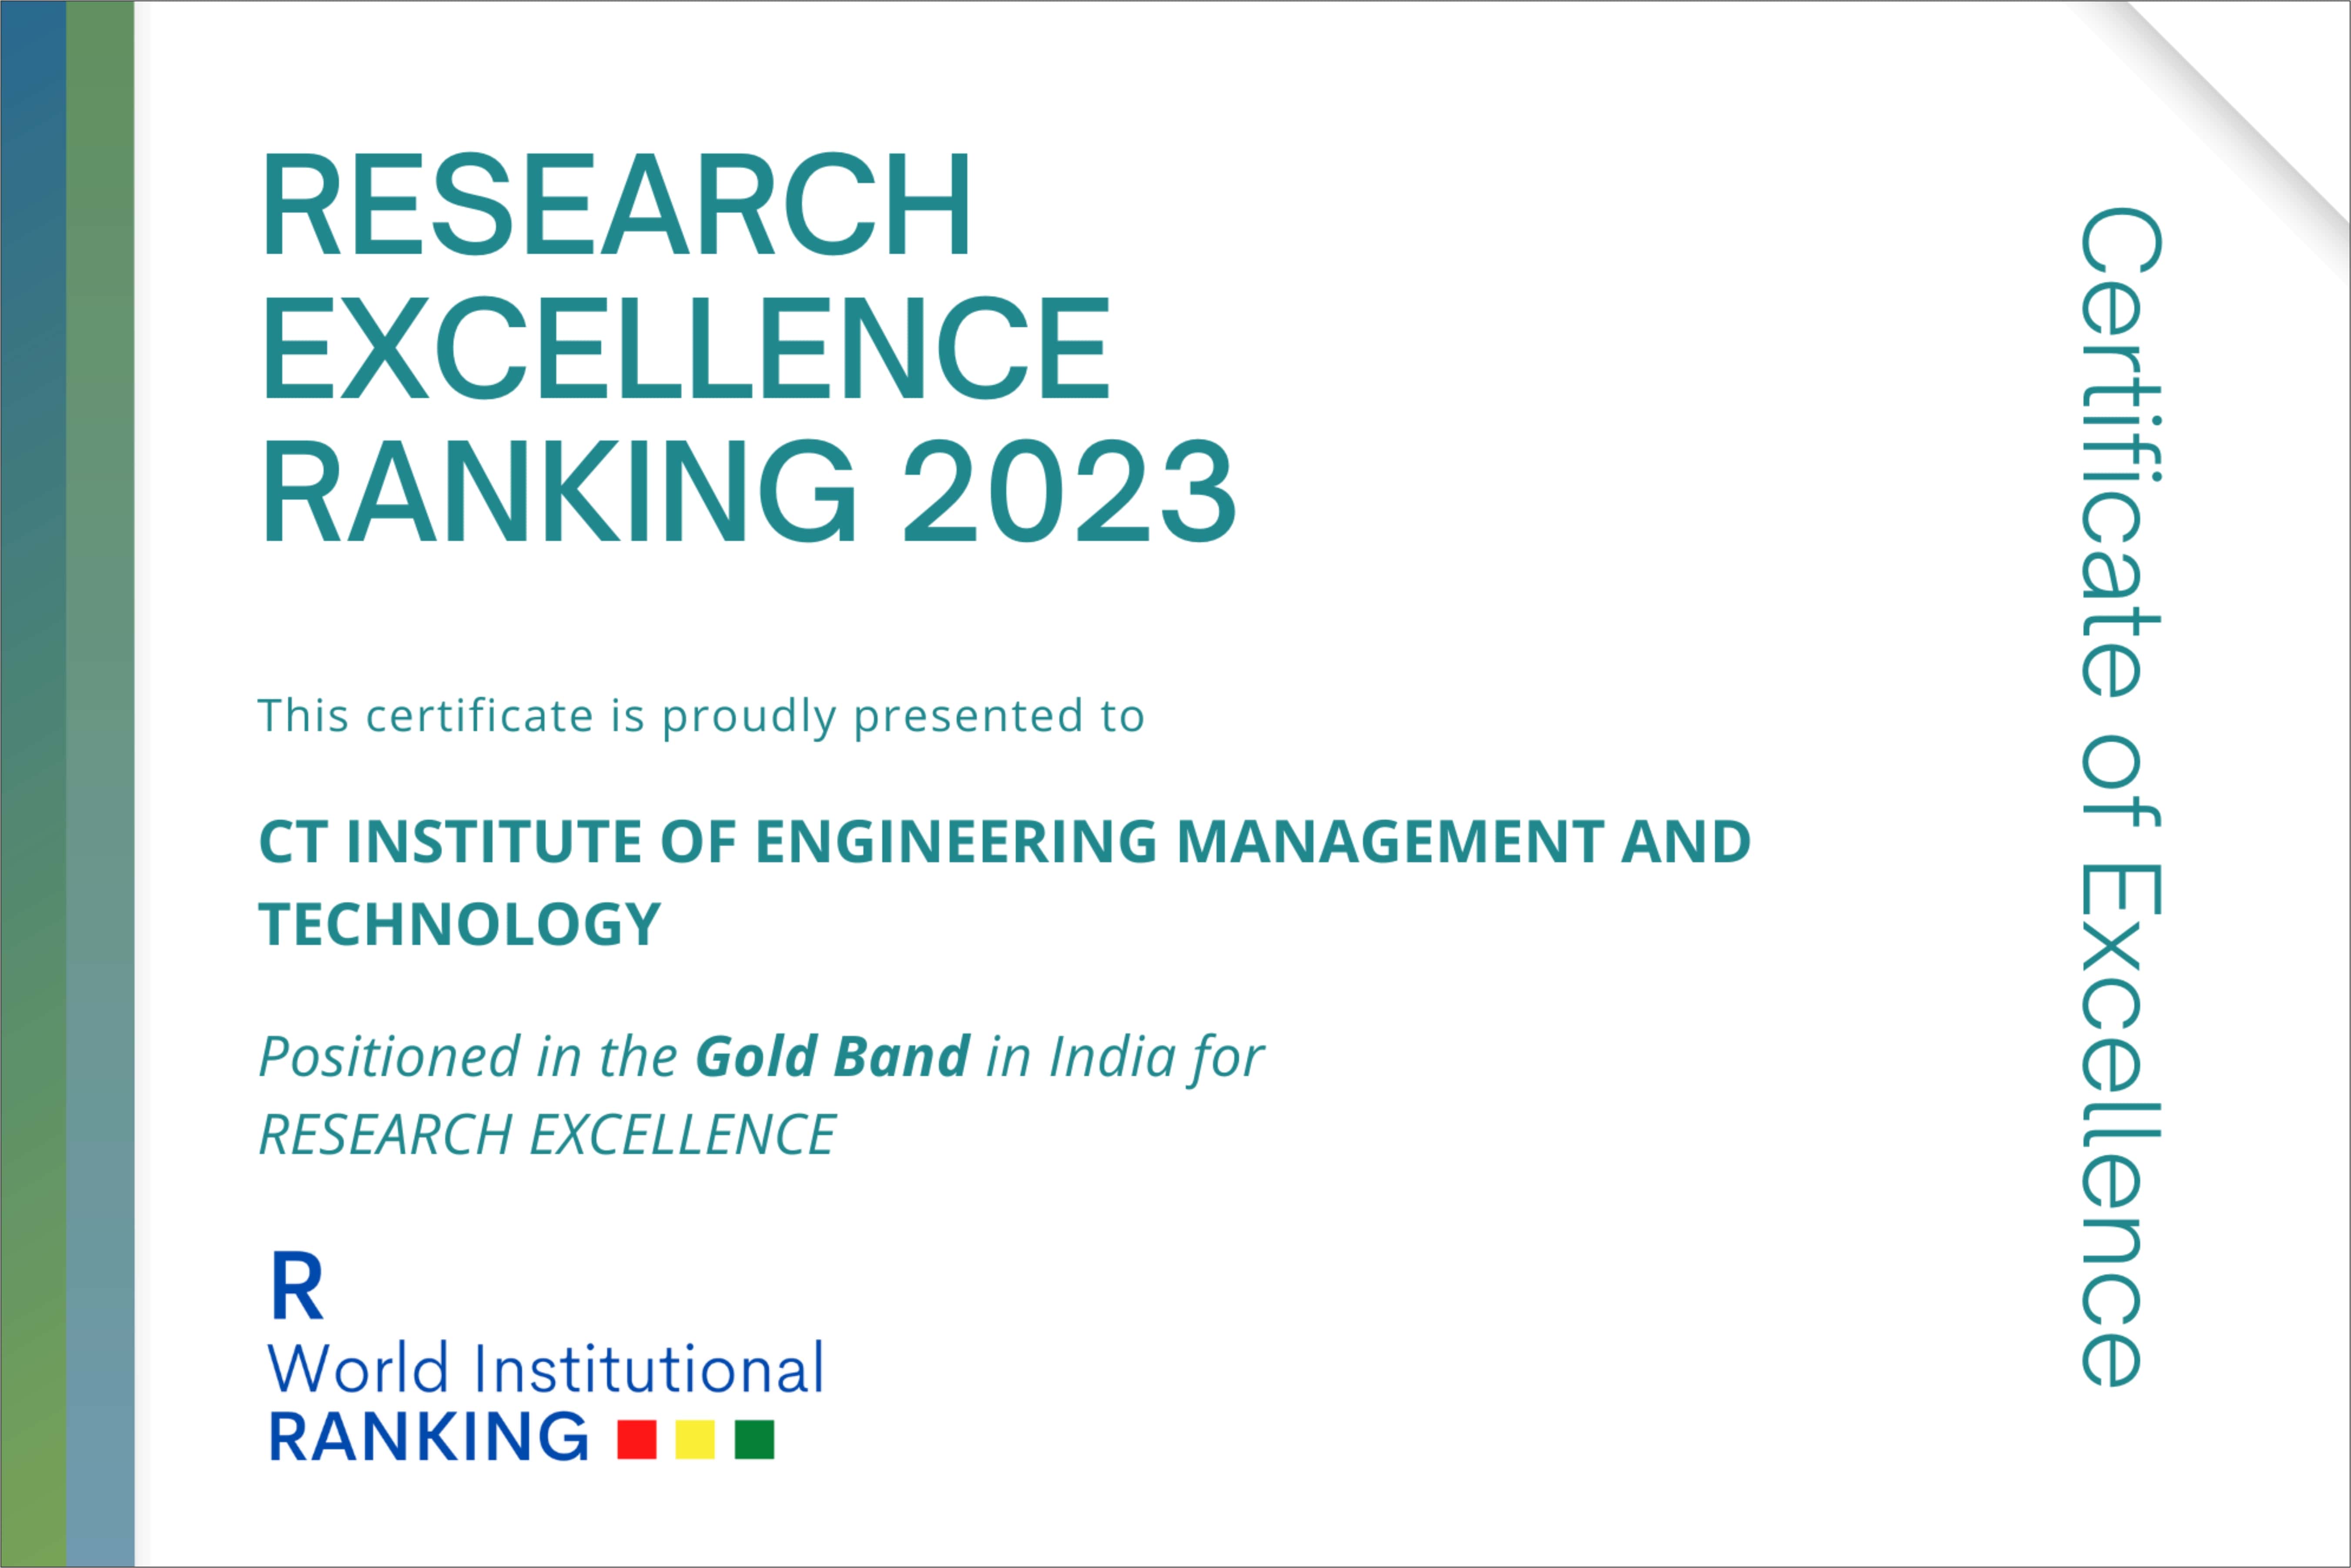 RESEARCH
EXCELLENCE
RANKING 2023
This certificate is proudly presented to
CT INSTITUTE OF ENGINEERING MANAGEMENT AND
TECHNOLOGY
Positioned in the Gold Band in India for
RESEARCH EXCELLENCE
R
World Institutional
RANKING
Certificate of Excellence